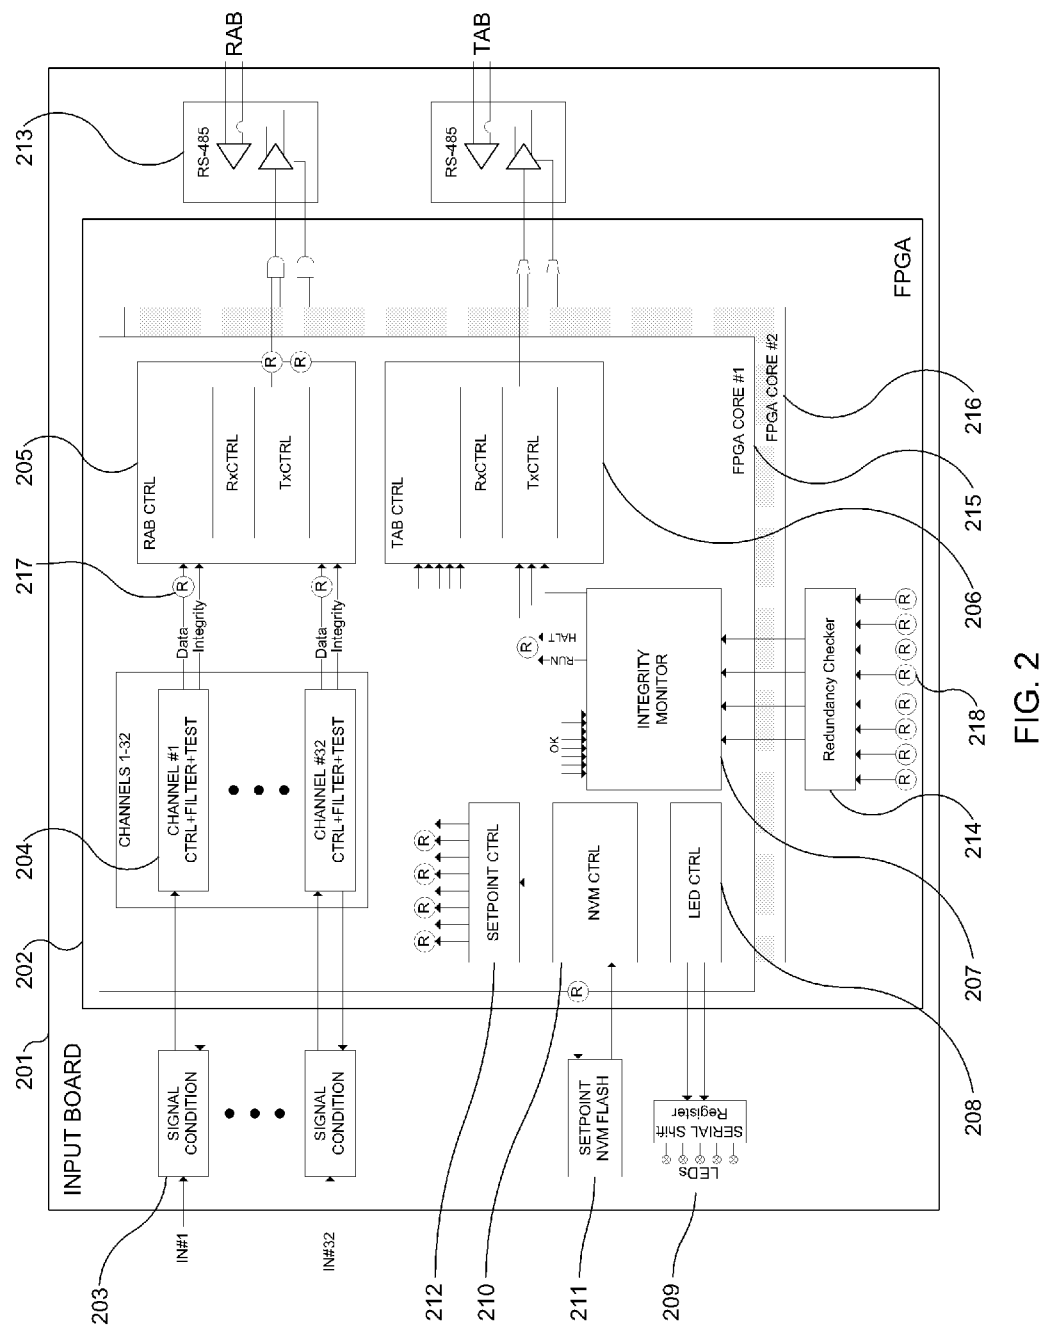 INPUT BOARD
FPGA
201
202
204
217
205
213
RAB
TAB
203
IN#1
SIGNAL
CONDITION
IN#32
SIGNAL
CONDITION
CHANNELS 1-32
CHANNEL #1
CTRL+FILTER+TEST
CHANNEL #32
CTRL+FILTER+TEST
Data
Integrity
R
Data
Integrity
R
RAB CTRL
RxCTRL
TxCTRL
R
R
RS-485
TAB CTRL
RxCTRL
TxCTRL
RS-485
SETPOINT CTRL
R
R
R
R
NVM CTRL
R
LED CTRL
OK
RUN
HALT
R
INTEGRITY
MONITOR
FPGA CORE #1
FPGA CORE #2
SETPOINT
NVM FLASH
SERIAL Shift
Register
LEDs
Redundancy Checker
R
R
R
R
R
R
R
R
212
210
211
209
208
207
214
218
206
215
216
FIG. 2